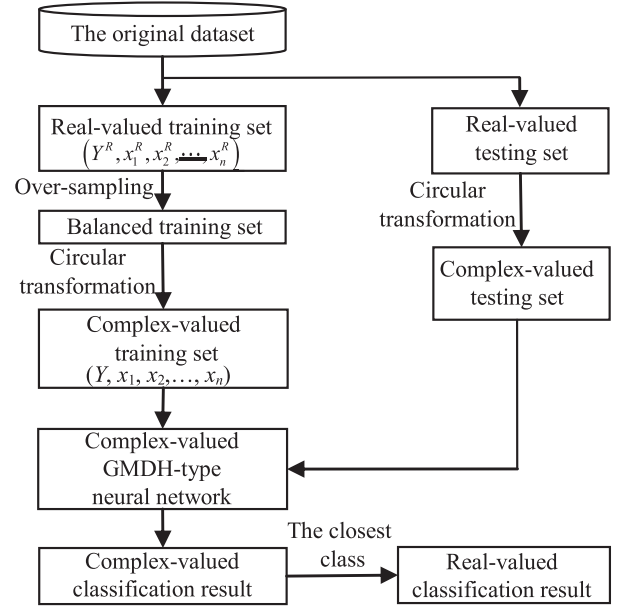 The original dataset
Real-valued training set
(Y^R, x_1^R, x_2^R, ..., x_n^R)
Real-valued
testing set
Over-sampling
Circular
transformation
Balanced training set
Circular
transformation
Complex-valued
testing set
Complex-valued
training set
(Y, x_1, x_2,..., x_n)
Complex-valued
GMDH-type
neural network
The closest
class
Complex-valued
classification result
Real-valued
classification result